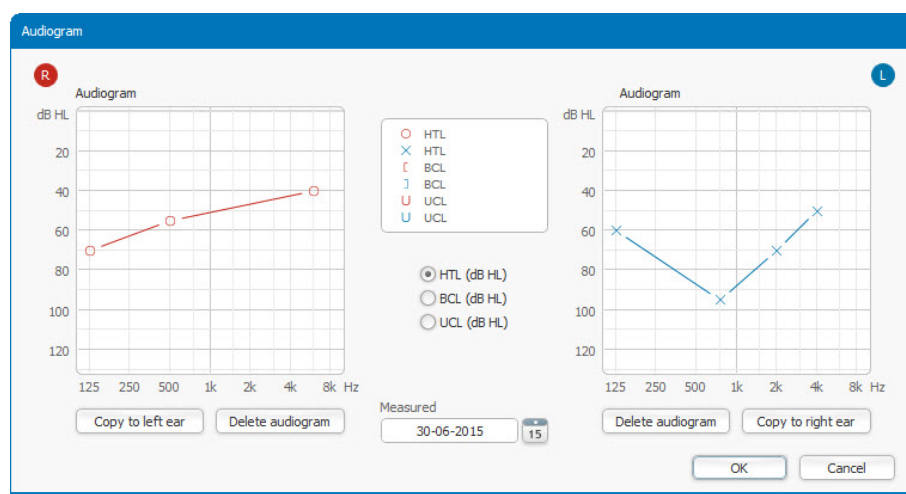 Audiogram
R
L
Audiogram
Audiogram
dB HL
20
40
60
80
100
120
125 250 500 1k 2k 4k 8k Hz
Copy to left ear
Delete audiogram
HTL
HTL
BCL
BCL
UCL
UCL
HTL (dB HL)
BCL (dB HL)
UCL (dB HL)
Measured
30-06-2015
15
dB HL
20
40
60
80
100
120
125 250 500 1k 2k 4k 8k Hz
Delete audiogram
Copy to right ear
OK
Cancel